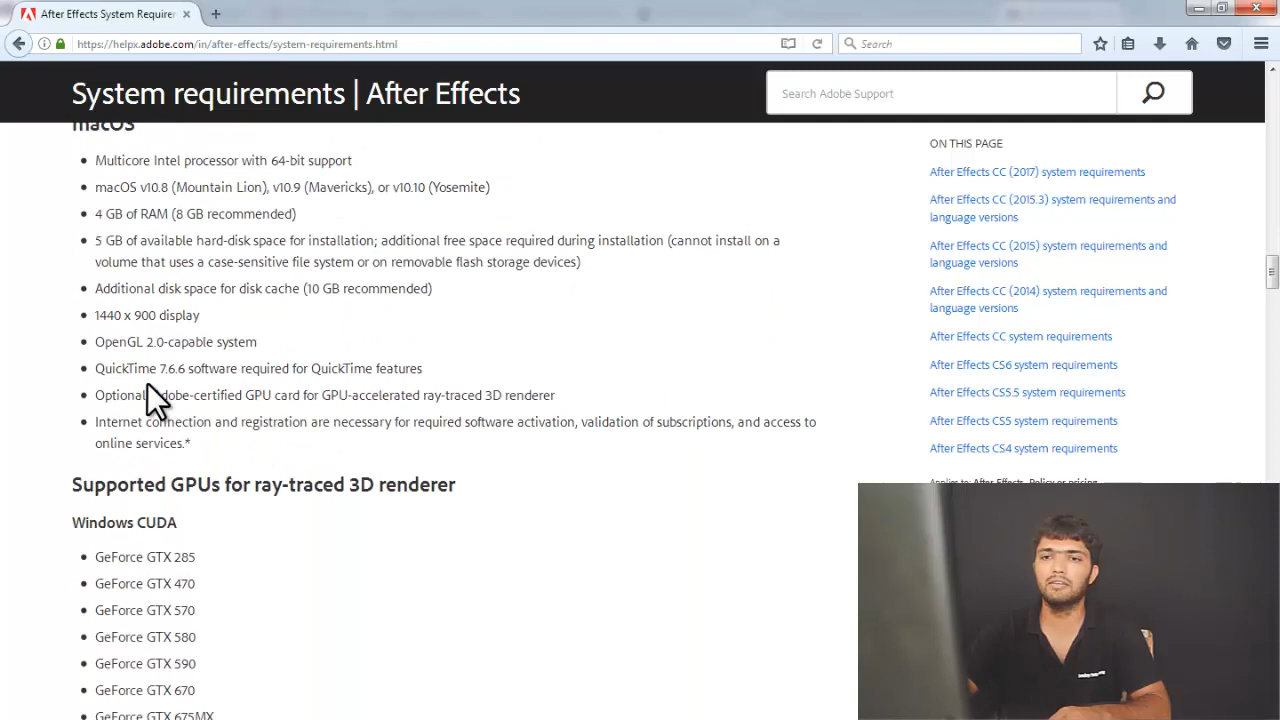 After Effects System Requirer
https://helpx.adobe.com/in/after-effects/system-requirements.html
Search
System requirements | After Effects
Search Adobe Support
macOS
Multicore Intel processor with 64-bit support
macOS v10.8 (Mountain Lion), v10.9 (Mavericks), or v10.10 (Yosemite)
4 GB of RAM (8 GB recommended)
5 GB of available hard-disk space for installation; additional free space required during installation (cannot install on a
volume that uses a case-sensitive file system or on removable flash storage devices)
Additional disk space for disk cache (10 GB recommended)
1440 x 900 display
OpenGL 2.0-capable system
QuickTime 7.6.6 software required for QuickTime features
Optional: Adobe-certified GPU card for GPU-accelerated ray-traced 3D renderer
Internet connection and registration are necessary for required software activation, validation of subscriptions, and access to
online services.*
Supported GPUs for ray-traced 3D renderer
Windows CUDA
GeForce GTX 285
GeForce GTX 470
GeForce GTX 570
GeForce GTX 580
GeForce GTX 590
GeForce GTX 670
GeForce GTX 675MX
ON THIS PAGE
After Effects CC (2017) system requirements
After Effects CC (2015.3) system requirements and
language versions
After Effects CC (2015) system requirements and
language versions
After Effects CC (2014) system requirements and
language versions
After Effects CC system requirements
After Effects CS6 system requirements
After Effects CS5.5 system requirements
After Effects CS5 system requirements
After Effects CS4 system requirements
Applies to: After Effects, Policy or pricing